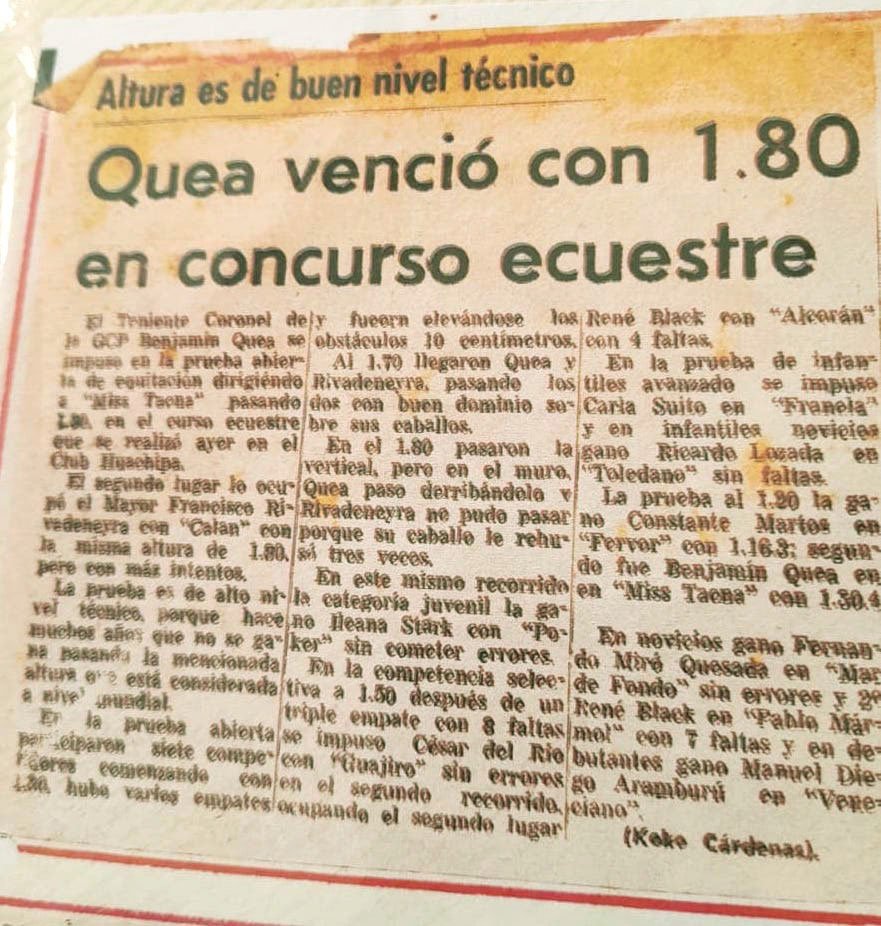 Altura es de buen nivel técnico
Quea venció con 1.80
en concurso ecuestre
El Teniente Coronel de
la GCP Benjamín Quea se
impuso en la prueba abier-
ta de equitación dirigiéndo
a "Miss Tacna" pasando
1.80, en el curso ecuestre
que se realizó ayer en el
Club Huachipa.
El segundo lugar lo ocu-
pó el Mayor Francisco Ri-
vadeneyra con "Calan" con
la misma altura de 1.80,
pero con más intentos.
La prueba es de alto ni-
vel técnico, porque hace
muchos años que no se ga-
na pasando la mencionada
altura que está considerada
a nivel mundial.
En la prueba abierta
participaron siete compe-
tidores comenzando con
1.30, hubo varios empates
y fueorn elevándose los
obstáculos 10 centímetros.
Al 1.70 llegaron Quea y
Rivadeneyra, pasando los
dos con buen dominio so-
bre sus caballos.
En el 1.80 pasaron la
vertical, pero en el muro,
Quea paso derribándolo y
Rivadeneyra no pudo pasar
porque su caballo le rehu-
só tres veces.
En este mismo recorrido
la categoría juvenil la ga-
no Ileana Stark con "Po-
ker" sin cometer errores.
En la competencia selec-
tiva a 1.50 después de un
triple empate con 8 faltas
se impuso César del Río
con "Guajiro" sin errores
en el segundo recorrido,
ocupando el segundo lugar
René Black con "Alcorán"
con 4 faltas.
En la prueba de infan-
tiles avanzado se impuso
Carla Suito en "Franela"
y en infantiles novicios
gano Ricardo Lozada en
"Toledano" sin faltas.
La prueba al 1.20 la ga-
no Constante Martos en
"Fervor" con 1.16.3; segun-
do fue Benjamín Quea en
en "Miss Tacna" con 1.30.4
En novicios gano Fernan-
do Miró Quesada en "Mar
de Fondo" sin errores y 2º
René Black en "Pablo Már-
mol" con 7 faltas y en de-
butantes gano Manuel Die-
go Aramburú en "Vene-
ciano".
(Koko Cárdenas).